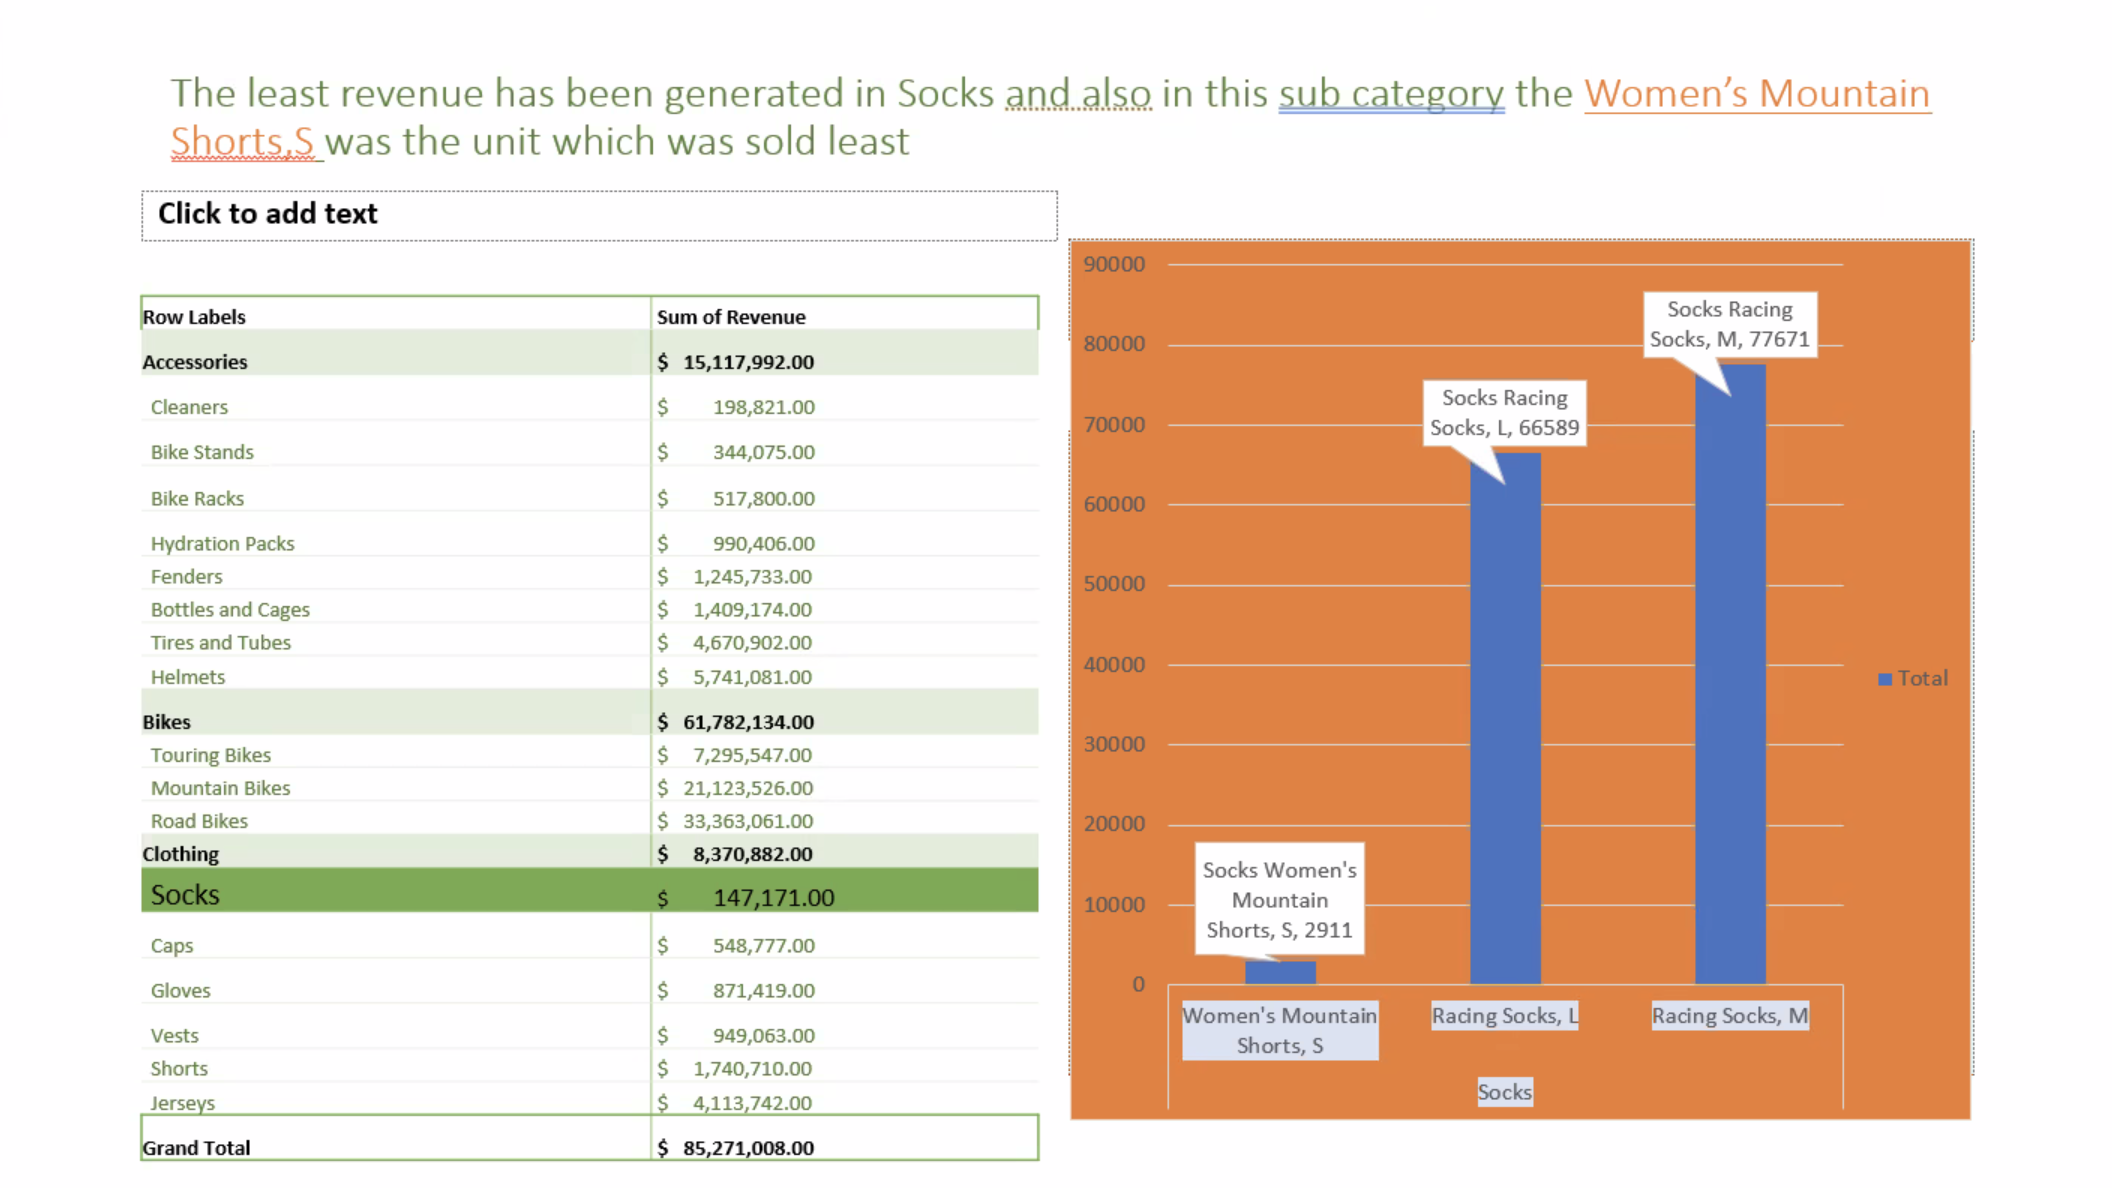 The least revenue has been generated in Socks and also in this sub category the Women’s Mountain
Shorts,S was the unit which was sold least
Click to add text
Row Labels Sum of Revenue
Accessories $ 15,117,992.00
Cleaners $ 198,821.00
Bike Stands $ 344,075.00
Bike Racks $ 517,800.00
Hydration Packs $ 990,406.00
Fenders $ 1,245,733.00
Bottles and Cages $ 1,409,174.00
Tires and Tubes $ 4,670,902.00
Helmets $ 5,741,081.00
Bikes $ 61,782,134.00
Touring Bikes $ 7,295,547.00
Mountain Bikes $ 21,123,526.00
Road Bikes $ 33,363,061.00
Clothing $ 8,370,882.00
Socks $ 147,171.00
Caps $ 548,777.00
Gloves $ 871,419.00
Vests $ 949,063.00
Shorts $ 1,740,710.00
Jerseys $ 4,113,742.00
Grand Total $ 85,271,008.00
90000
80000
70000
60000
50000
40000
30000
20000
10000
0
Socks Women's
Mountain
Shorts, S, 2911
Socks Racing
Socks, L, 66589
Socks Racing
Socks, M, 77671
Women's Mountain
Shorts, S
Racing Socks, L
Racing Socks, M
Socks
Total